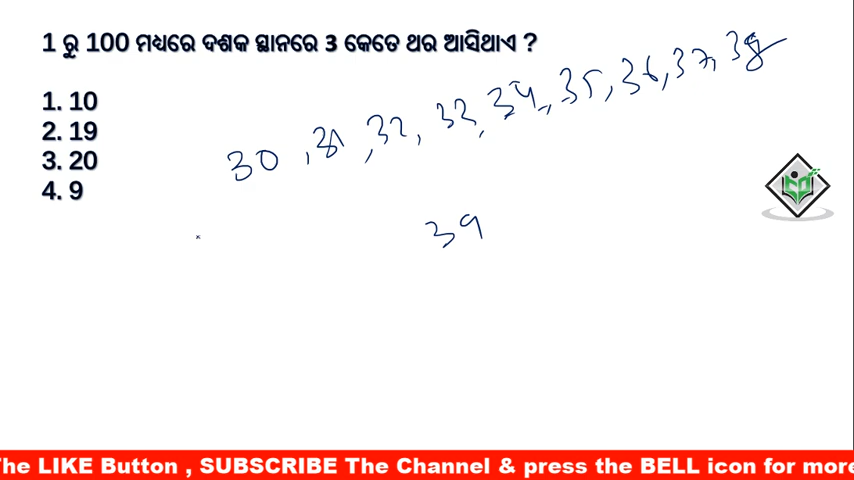 1 ରୁ 100 ମଧ୍ୟରେ ଦଶକ ସ୍ଥାନରେ 3 କେତେ ଥର ଆସିଥାଏ ?
1. 10
2. 19
3. 20
4. 9
30, 31, 32, 33, 34, 35, 36, 37, 38
39
The LIKE Button , SUBSCRIBE The Channel & press the BELL icon for more